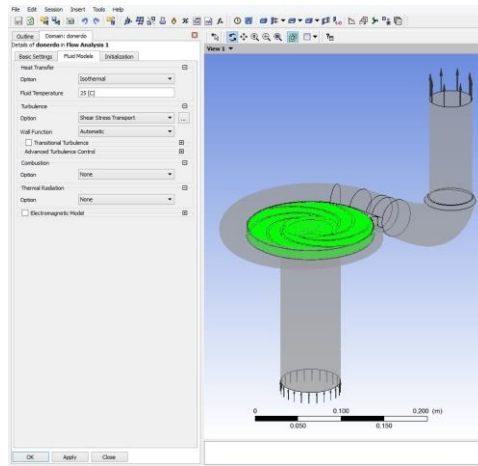 File Edit Session Insert Tools Help
Outline Domain: donerdo
Details of donerdo in Flow Analysis 1
Basic Settings Fluid Models Initialization
Heat Transfer
Option Isothermal
Fluid Temperature 25 [C]
Turbulence
Option Shear Stress Transport ...
Wall Function Automatic
Transitional Turbulence
Advanced Turbulence Control
Combustion
Option None
Thermal Radiation
Option None
Electromagnetic Model
OK Apply Close
View 1
0 0.100 0.200 (m)
0.050 0.150